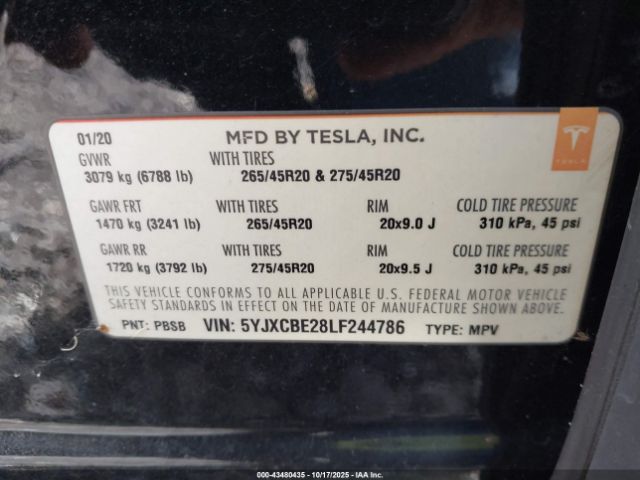 01/20 MFD BY TESLA, INC.
GVWR WITH TIRES
3079 kg (6788 lb) 265/45R20 & 275/45R20
TESLA
GAWR FRT WITH TIRES RIM COLD TIRE PRESSURE
1470 kg (3241 lb) 265/45R20 20x9.0 J 310 kPa, 45 psi
GAWR RR WITH TIRES RIM COLD TIRE PRESSURE
1720 kg (3792 lb) 275/45R20 20x9.5 J 310 kPa, 45 psi
THIS VEHICLE CONFORMS TO ALL APPLICABLE U.S. FEDERAL MOTOR VEHICLE
SAFETY STANDARDS IN EFFECT ON THE DATE OF MANUFACTURE SHOWN ABOVE.
PNT: PBSB VIN: 5YJXCBE28LF244786 TYPE: MPV
000-43480435 - 10/17/2025 - IAA Inc.